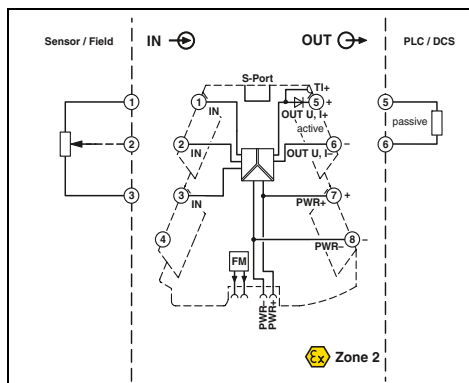 Sensor / Field
IN
OUT
PLC / DCS
S-Port
TI+
1
1
IN
5
+
OUT U, I+
active
5
passive
2
2
IN
6
–
OUT U, I–
6
3
3
IN
7
+
PWR+
4
8
–
PWR–
FM
PWR–
PWR+
Ex
Zone 2